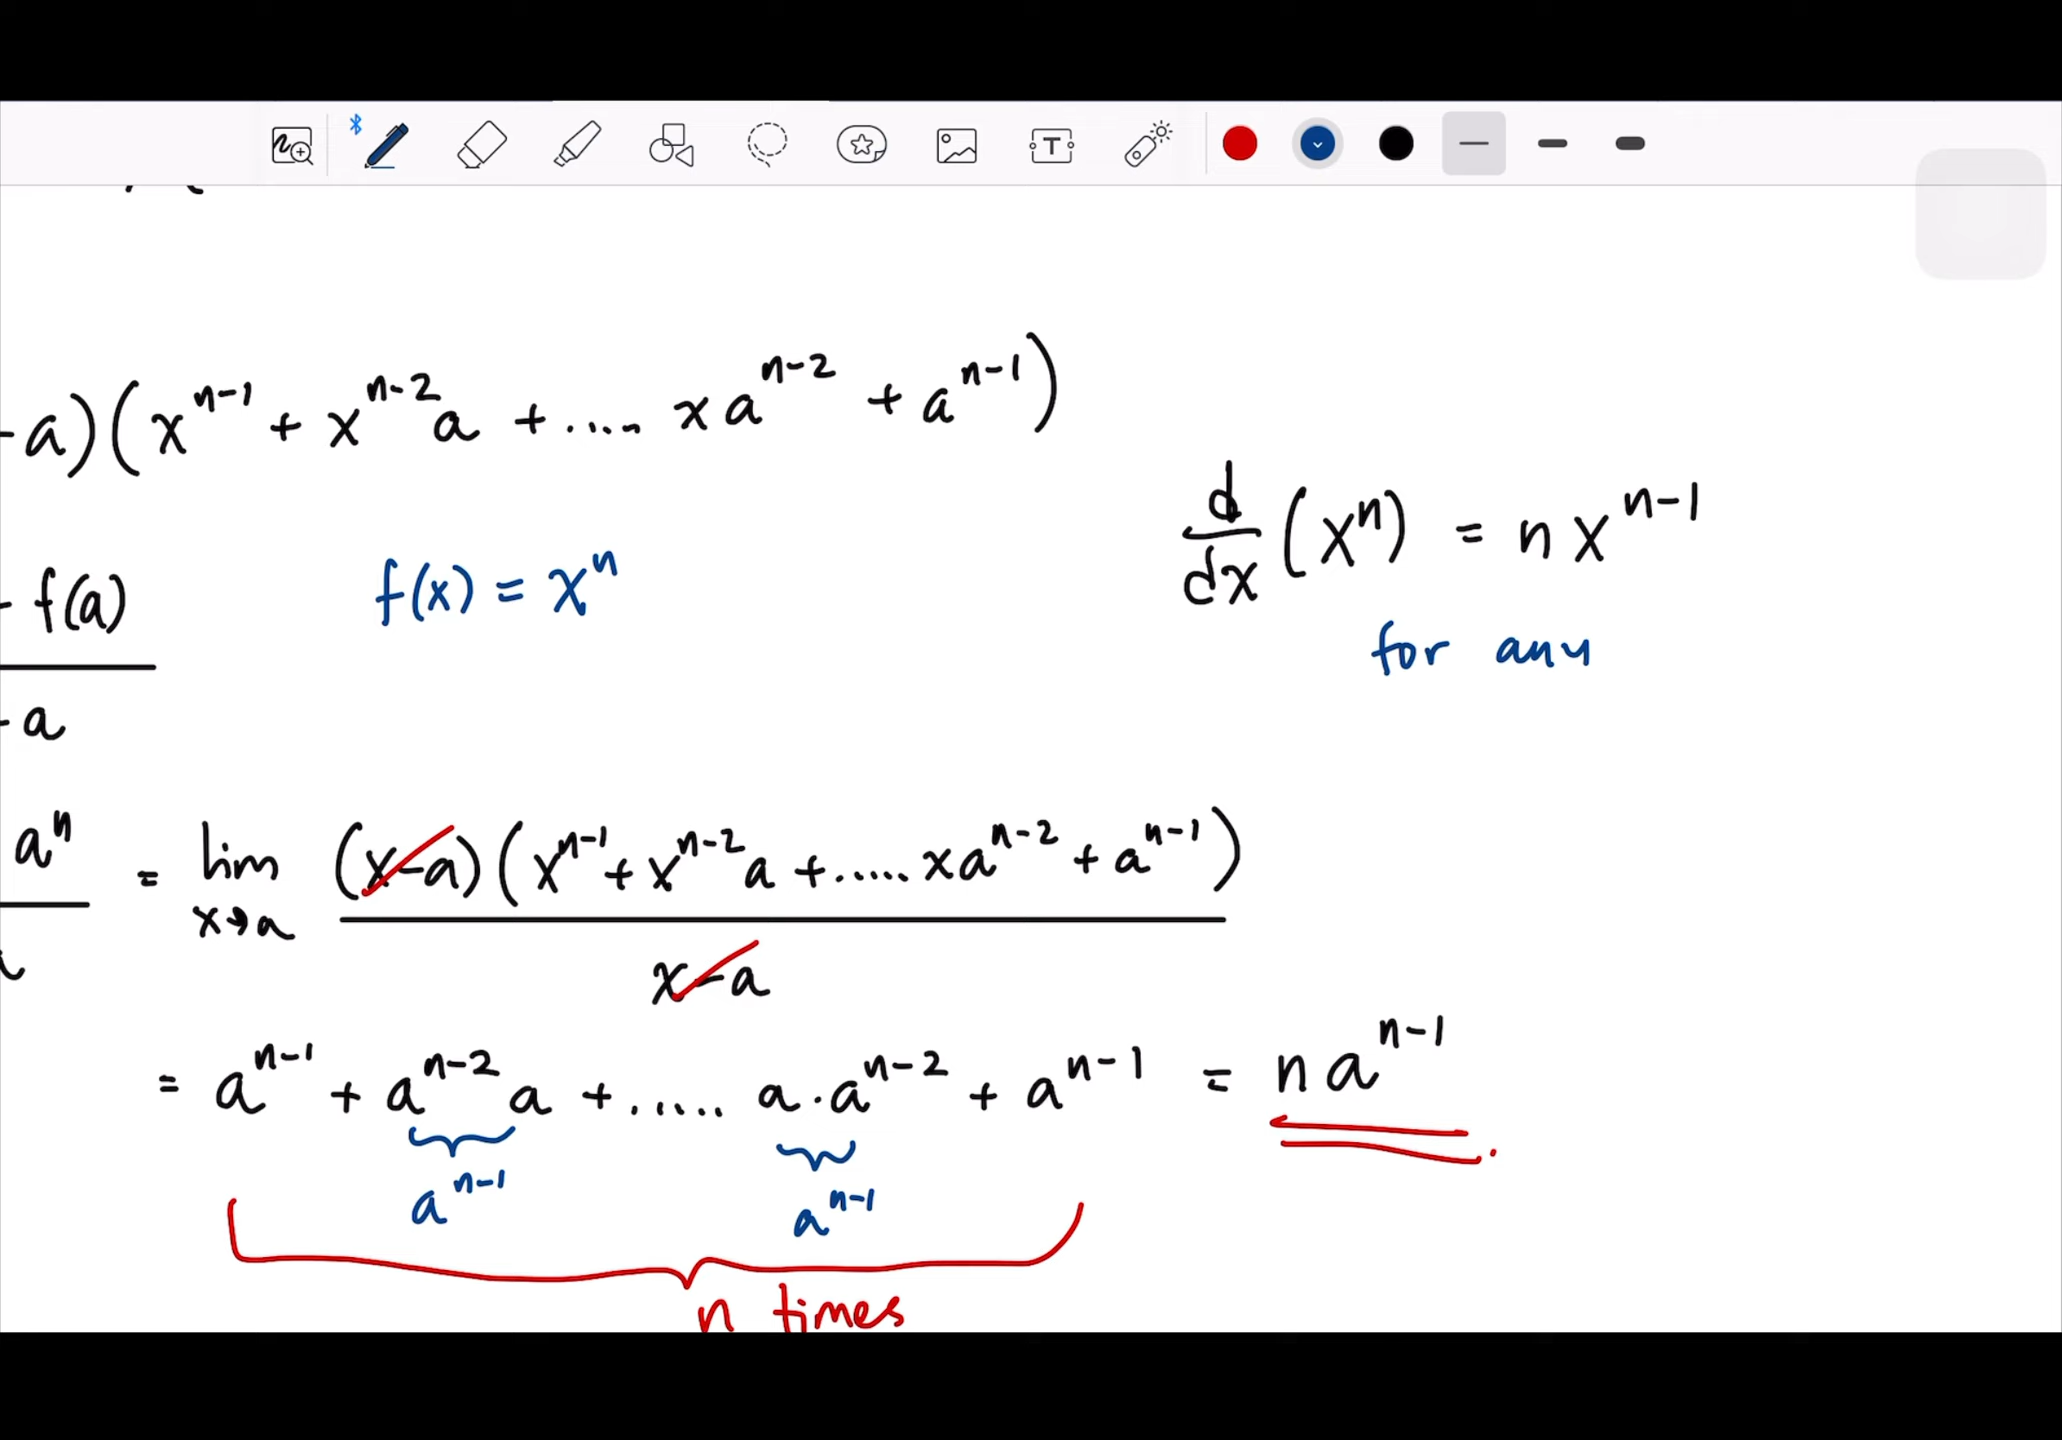 -a)(x^{n-1} + x^{n-2}a + .... xa^{n-2} + a^{n-1})
d/dx (x^n) = nx^{n-1}
- f(a)
f(x) = x^n
for any
- a
a^n = lim x→a (x-a)(x^{n-1} + x^{n-2}a + ..... xa^{n-2} + a^{n-1})
x-a
= a^{n-1} + a^{n-2}a + ..... a·a^{n-2} + a^{n-1} = na^{n-1}
a^{n-1} a^{n-1}
n times